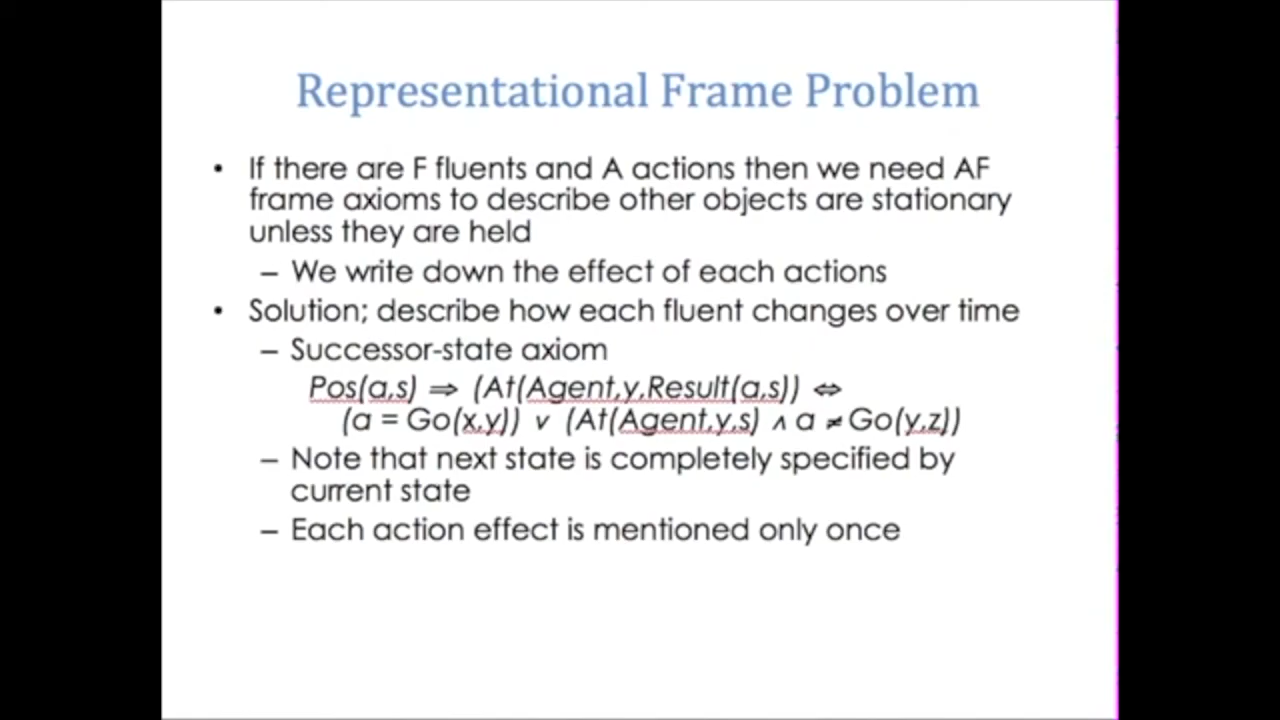 Representational Frame Problem
• If there are F fluents and A actions then we need AF
frame axioms to describe other objects are stationary
unless they are held
– We write down the effect of each actions
• Solution; describe how each fluent changes over time
– Successor-state axiom
Pos(a,s) ⇒ (At(Agent,y,Result(a,s)) ⇔
(a = Go(x,y)) ∨ (At(Agent,y,s) ∧ a ≠ Go(y,z))
– Note that next state is completely specified by
current state
– Each action effect is mentioned only once